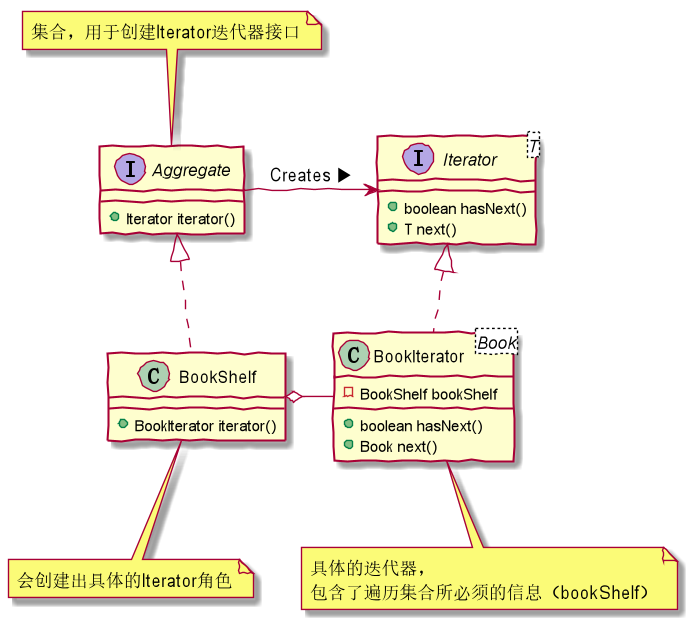 集合，用于创建Iterator迭代器接口
I Aggregate
Iterator iterator()
Creates ▶
I Iterator
T
boolean hasNext()
T next()
C BookShelf
BookIterator iterator()
C BookIterator
Book
BookShelf bookShelf
boolean hasNext()
Book next()
会创建出具体的Iterator角色
具体的迭代器，
包含了遍历集合所必须的信息（bookShelf）